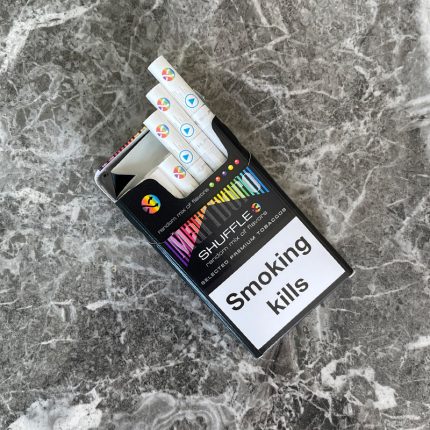 random mix of flavors
SHUFFLE
random mix of flavors
SELECTED PREMIUM TOBACCOS
Smoking
kills